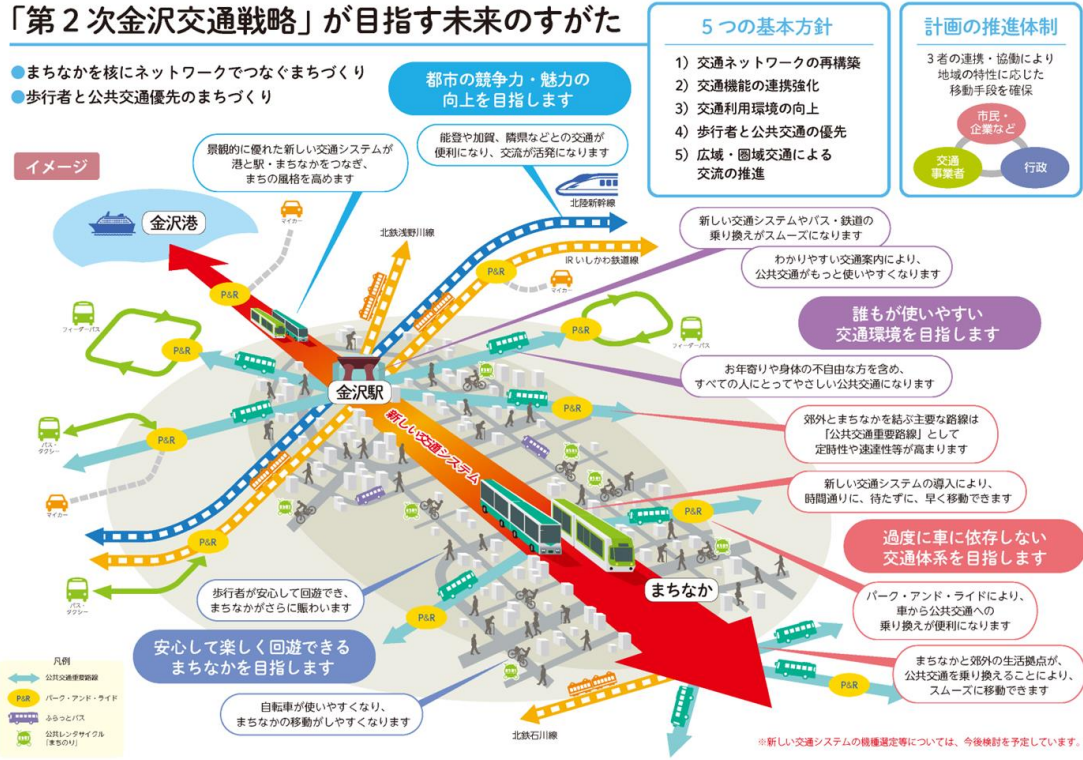 「第２次金沢交通戦略」が目指す未来のすがた
●まちなかを核にネットワークでつなぐまちづくり
●歩行者と公共交通優先のまちづくり
5つの基本方針
1）交通ネットワークの再構築
2）交通機能の連携強化
3）交通利用環境の向上
4）歩行者と公共交通の優先
5）広域・圏域交通による
交流の推進
計画の推進体制
3者の連携・協働により
地域の特性に応じた
移動手段を確保
市民・
企業など
交通
事業者
行政
都市の競争力・魅力の
向上を目指します
イメージ
景観的に優れた新しい交通システムが
港と駅・まちなかをつなぎ、
まちの風格を高めます
能登や加賀、隣県などとの交通が
便利になり、交流が活発になります
北陸新幹線
金沢港
マイカー
北鉄浅野川線
IRいしかわ鉄道線
P&R
マイカー
P&R
新しい交通システムやバス・鉄道の
乗り換えがスムーズになります
わかりやすい交通案内により、
公共交通がもっと使いやすくなります
誰もが使いやすい
交通環境を目指します
フィーダーバス
P&R
P&R
フィーダーバス
お年寄りや身体の不自由な方を含め、
すべての人にとってやさしい公共交通になります
金沢駅
P&R
新しい交通システム
郊外とまちなかを結ぶ主要な路線は
「公共交通重要路線」として
定時性や速達性等が高まります
バス・
タクシー
P&R
マイカー
新しい交通システムの導入により、
時間通りに、待たずに、早く移動できます
P&R
P&R
過度に車に依存しない
交通体系を目指します
バス・
タクシー
歩行者が安心して回遊でき、
まちなかがさらに賑わいます
まちなか
P&R
パーク・アンド・ライドにより、
車から公共交通への
乗り換えが便利になります
安心して楽しく回遊できる
まちなかを目指します
まちなかと郊外の生活拠点が、
公共交通を乗り換えることにより、
スムーズに移動できます
P&R
自転車が使いやすくなり、
まちなかの移動がしやすくなります
北鉄石川線
凡例
公共交通重要路線
P&R パーク・アンド・ライド
ふらっとバス
公共レンタサイクル
「まちのり」
※新しい交通システムの機種選定等については、今後検討を予定しています。